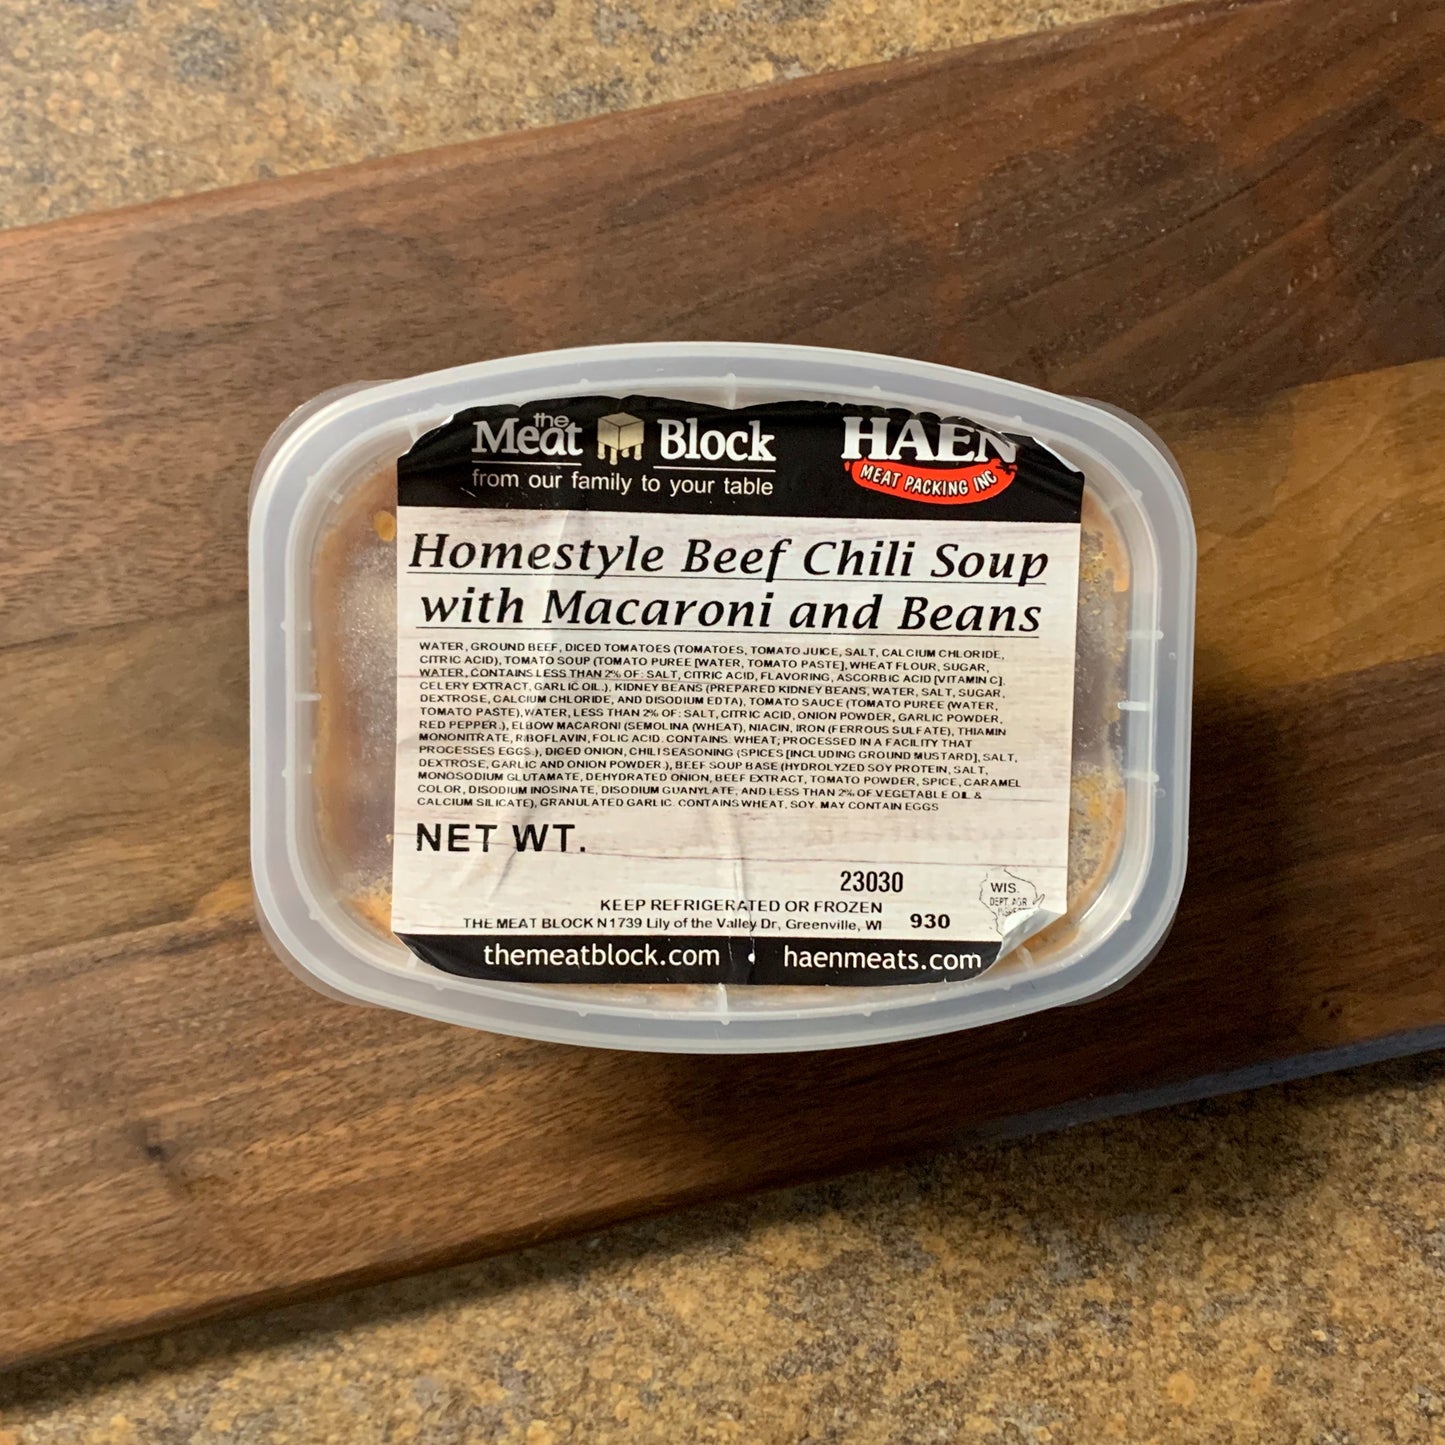 the
Meat Block
from our family to your table
HAEN
MEAT PACKING INC
Homestyle Beef Chili Soup
with Macaroni and Beans
WATER, GROUND BEEF, DICED TOMATOES (TOMATOES, TOMATO JUICE, SALT, CALCIUM CHLORIDE,
CITRIC ACID), TOMATO SOUP (TOMATO PUREE [WATER, TOMATO PASTE], WHEAT FLOUR, SUGAR,
WATER, CONTAINS LESS THAN 2% OF: SALT, CITRIC ACID, FLAVORING, ASCORBIC ACID [VITAMIN C],
CELERY EXTRACT, GARLIC OIL.), KIDNEY BEANS (PREPARED KIDNEY BEANS, WATER, SALT, SUGAR,
DEXTROSE, CALCIUM CHLORIDE, AND DISODIUM EDTA), TOMATO SAUCE (TOMATO PUREE (WATER,
TOMATO PASTE), WATER, LESS THAN 2% OF: SALT, CITRIC ACID, ONION POWDER, GARLIC POWDER,
RED PEPPER.), ELBOW MACARONI (SEMOLINA (WHEAT), NIACIN, IRON (FERROUS SULFATE), THIAMIN
MONONITRATE, RIBOFLAVIN, FOLIC ACID. CONTAINS: WHEAT; PROCESSED IN A FACILITY THAT
PROCESSES EGGS.), DICED ONION, CHILI SEASONING (SPICES [INCLUDING GROUND MUSTARD], SALT,
DEXTROSE, GARLIC AND ONION POWDER.), BEEF SOUP BASE (HYDROLYZED SOY PROTEIN, SALT,
MONOSODIUM GLUTAMATE, DEHYDRATED ONION, BEEF EXTRACT, TOMATO POWDER, SPICE, CARAMEL
COLOR, DISODIUM INOSINATE, DISODIUM GUANYLATE, AND LESS THAN 2% OF VEGETABLE OIL &
CALCIUM SILICATE), GRANULATED GARLIC. CONTAINS WHEAT, SOY. MAY CONTAIN EGGS
NET WT.
23030
KEEP REFRIGERATED OR FROZEN
THE MEAT BLOCK N1739 Lily of the Valley Dr, Greenville, WI 930
WIS.
DEPT. AGR.
themeatblock.com • haenmeats.com